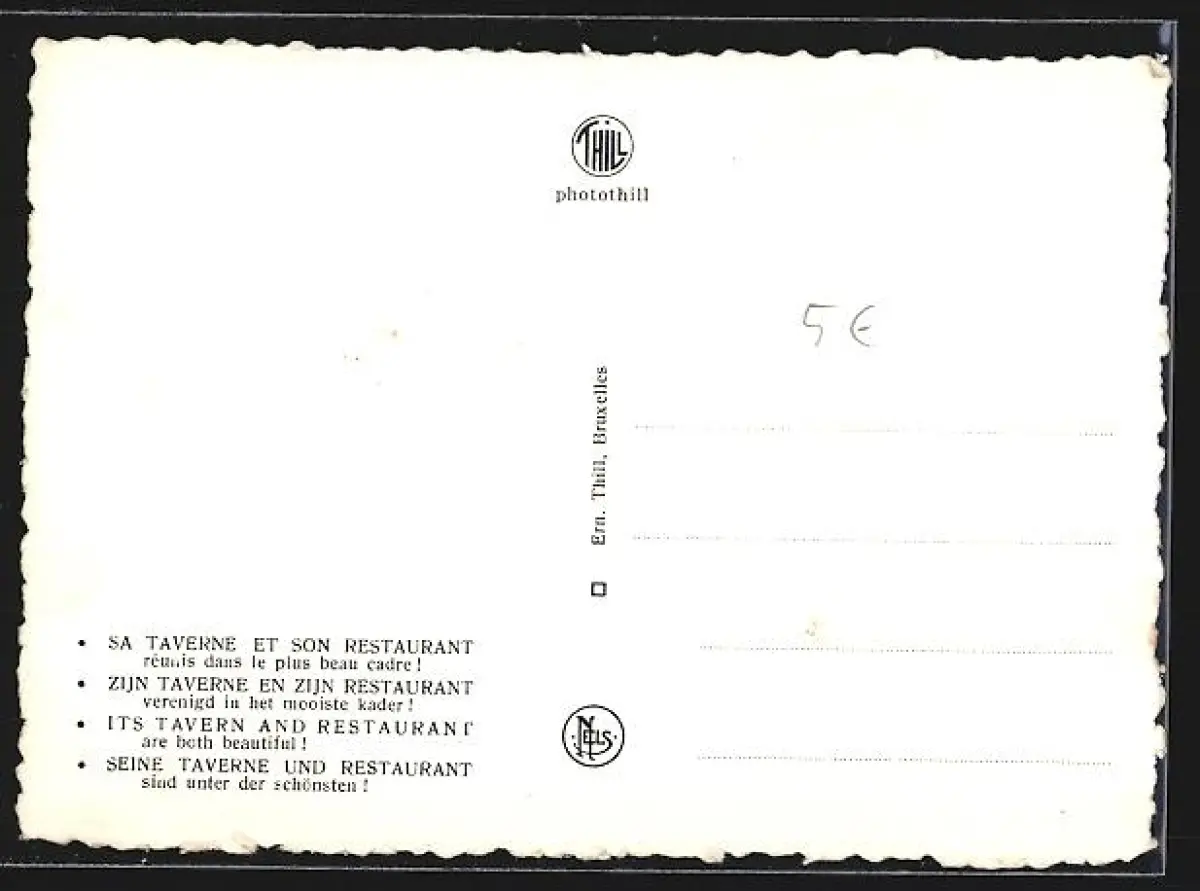 THILL
photothill
5 €
Ern. Thill, Bruxelles
• SA TAVERNE ET SON RESTAURANT
réunis dans le plus beau cadre !
• ZIJN TAVERNE EN ZIJN RESTAURANT
verenigd in het mooiste kader !
• ITS TAVERN AND RESTAURANT
are both beautiful !
• SEINE TAVERNE UND RESTAURANT
sind unter der schönsten !
NELS